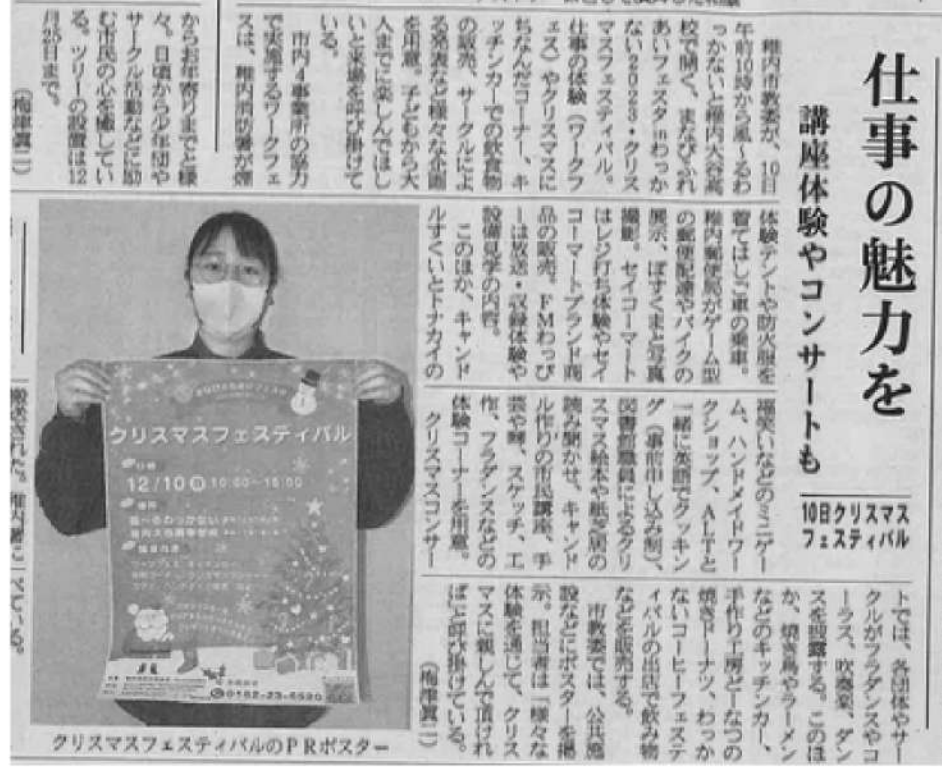 仕事の魅力を
講座体験やコンサートも
10日クリスマス
フェスティバル
稚内市教委が、10日
午前10時から風〜るわ
っかないと稚内大谷高
校で開く、まなびふれ
あいフェスタinわっか
ない2023・クリス
マスフェスティバル。
仕事の体験（ワークフ
ェス）やクリスマスに
ちなんだコーナー、キ
ッチンカーでの飲食物
の販売、サークルによ
る発表など様々な企画
を用意。子どもから大
人までに楽しんでほし
いと来場を呼び掛けて
いる。
市内4事業所の協力
で実施するワークフェ
スは、稚内消防署が煙
体験テントや防火服を
着てはしご車の乗車。
稚内郵便局がゲーム型
の郵便配達やバイクの
展示、ぽすくまと写真
撮影。セイコーマート
はレジ打ち体験やセイ
コーマートブランド商
品の販売。FMわっぴ
ーは放送・収録体験や
設備見学の内容。
このほか、キャンド
ルすくいとトナカイの
福笑いなどのミニゲー
ム、ハンドメイドワー
クショップ、ALTと
一緒に英語でクッキン
グ（事前申し込み制）、
図書館職員によるクリ
スマス絵本や紙芝居の
読み聞かせ、キャンド
ル作りの市民講座、手
芸や琴、スケッチ、工
作、フラダンスなどの
体験コーナーを用意。
クリスマスコンサー
トでは、各団体やサー
クルがフラダンスやコ
ーラス、吹奏楽、ダン
スを披露する。このほ
か、焼き鳥やラーメン
などのキッチンカー、
手作り工房どーなつの
焼きドーナツ、わっか
ないコーヒーフェステ
ィバルの出店で飲み物
などを販売する。
市教委では、公共施
設などにポスターを掲
示。担当者は「様々な
体験を通じて、クリス
マスに親しんで頂けれ
ば」と呼び掛けている。
（梅津眞二）
からお年寄りまでと様
々。日頃からル年団や
サークル活動などに励
む市民の心を癒してい
る。ツリーの設置は12
月25日まで。
（梅津眞二）
クリスマスフェスティバル
12/10 10:00〜15:00
0162-23-6520
クリスマスフェスティバルのPRポスター